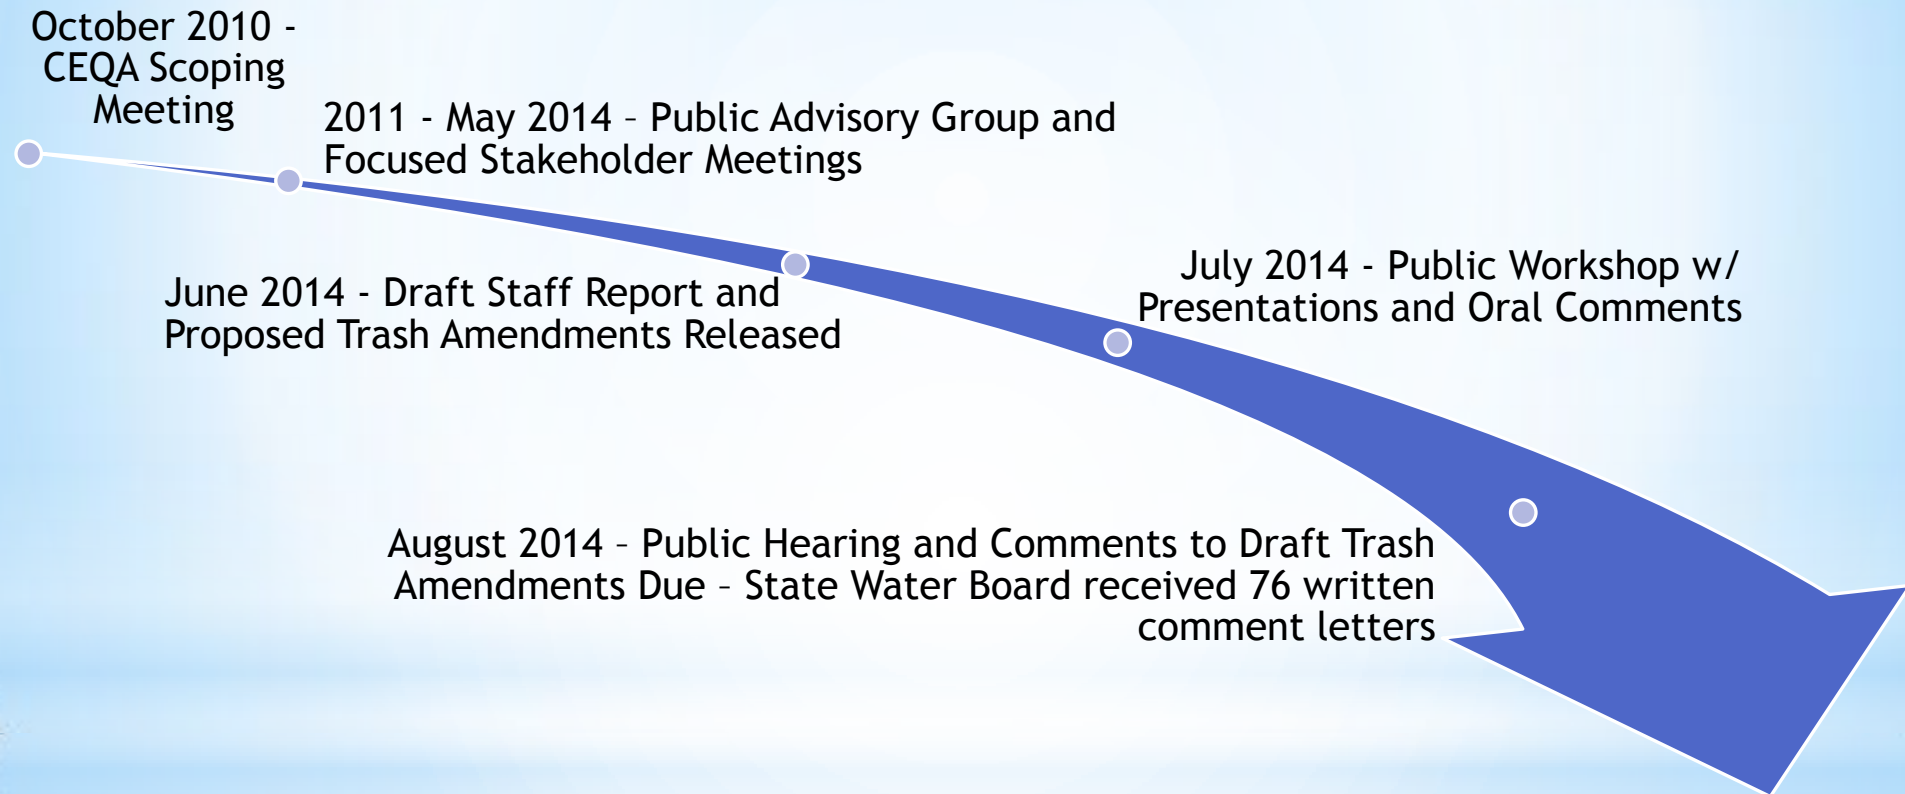 October 2010 -
CEQA Scoping
Meeting
2011 - May 2014 – Public Advisory Group and
Focused Stakeholder Meetings
June 2014 - Draft Staff Report and
Proposed Trash Amendments Released
July 2014 - Public Workshop w/
Presentations and Oral Comments
August 2014 – Public Hearing and Comments to Draft Trash
Amendments Due – State Water Board received 76 written
comment letters